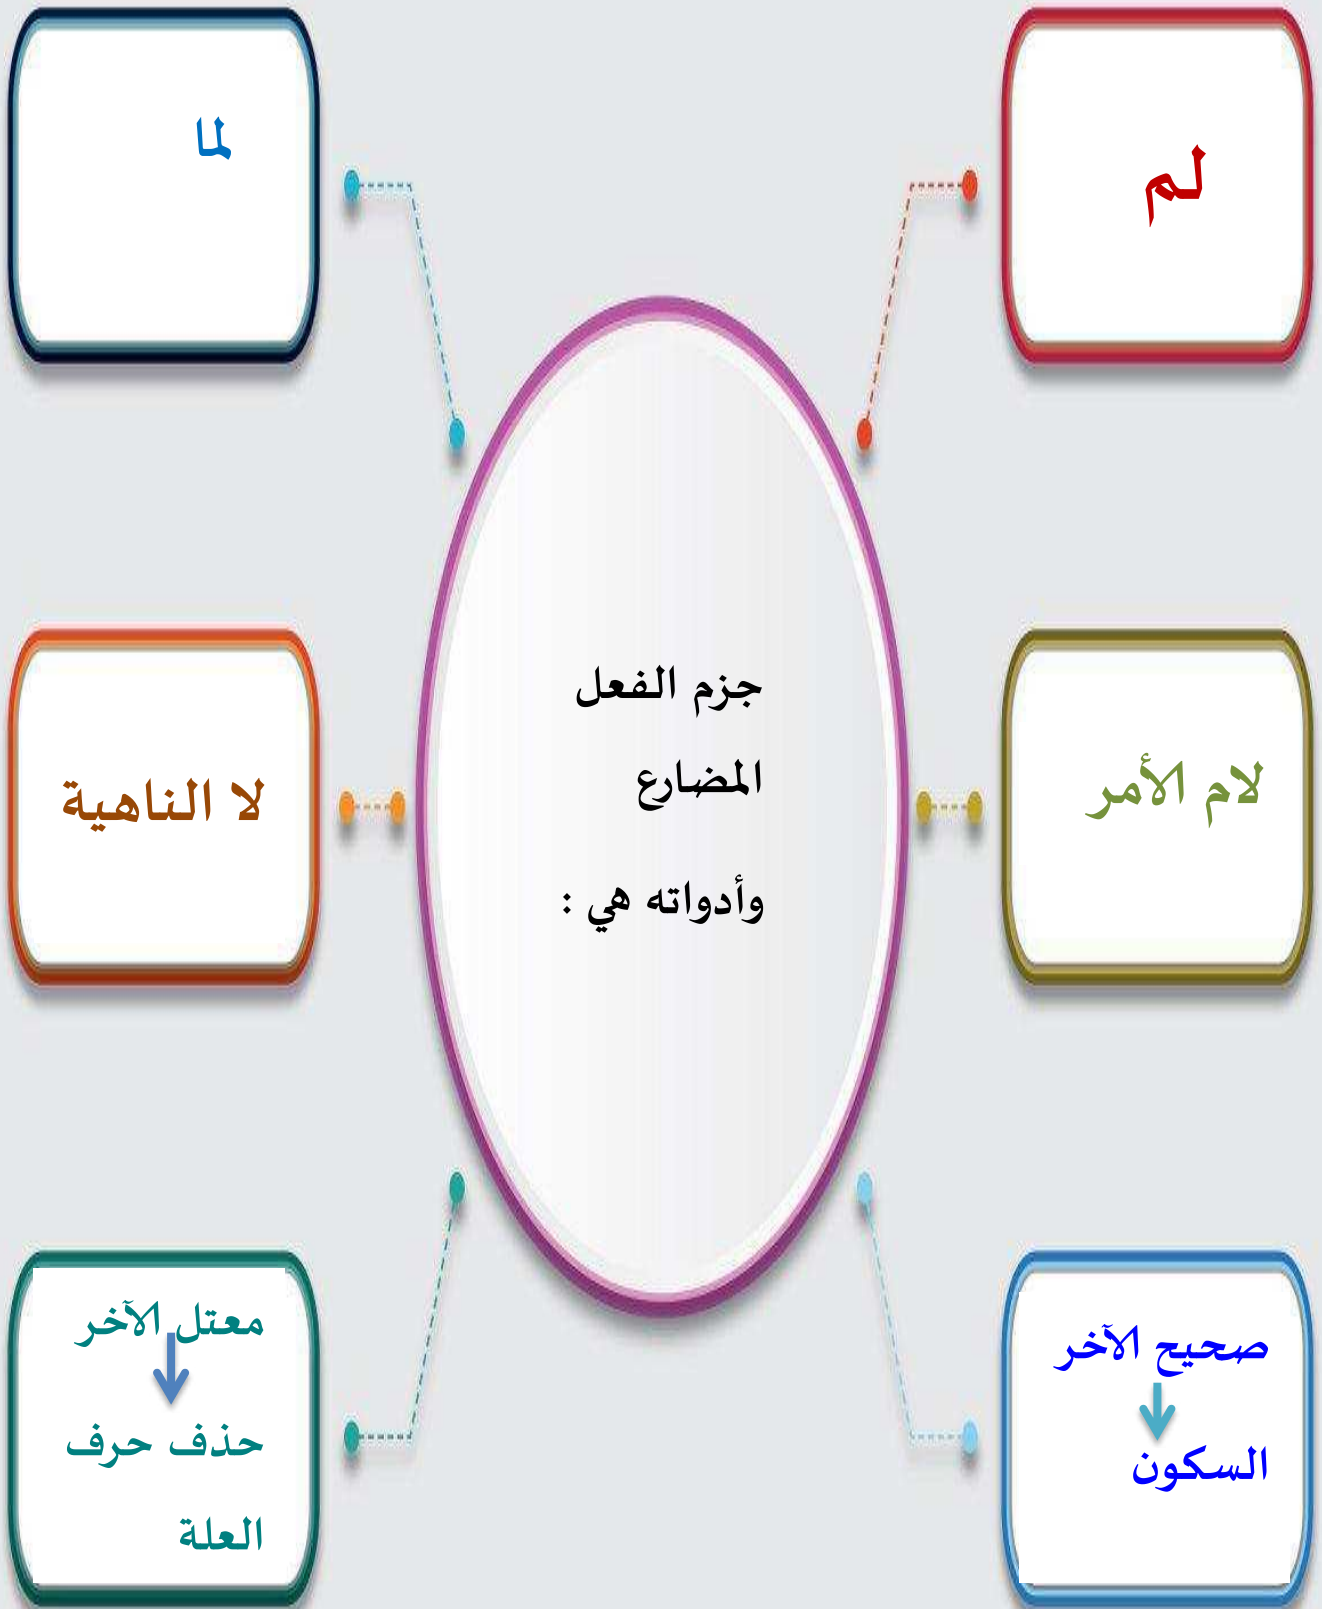 لم
لما
جزم الفعل
المضارع
وأدواته هي :
لام الأمر
لا الناهية
صحيح الآخر
السكون
معتل الآخر
حذف حرف
العلة